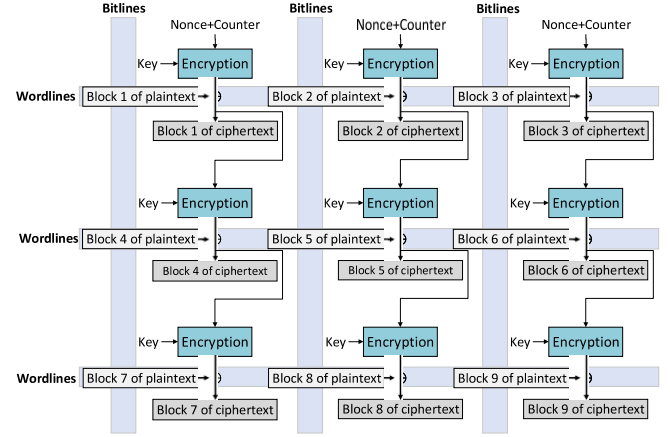 Bitlines Bitlines Bitlines
Nonce+Counter Nonce+Counter Nonce+Counter
Key Encryption Key Encryption Key Encryption
Wordlines Block 1 of plaintext Block 2 of plaintext Block 3 of plaintext
Block 1 of ciphertext Block 2 of ciphertext Block 3 of ciphertext
Key Encryption Key Encryption Key Encryption
Wordlines Block 4 of plaintext Block 5 of plaintext Block 6 of plaintext
Block 4 of ciphertext Block 5 of ciphertext Block 6 of ciphertext
Key Encryption Key Encryption Key Encryption
Wordlines Block 7 of plaintext Block 8 of plaintext Block 9 of plaintext
Block 7 of ciphertext Block 8 of ciphertext Block 9 of ciphertext